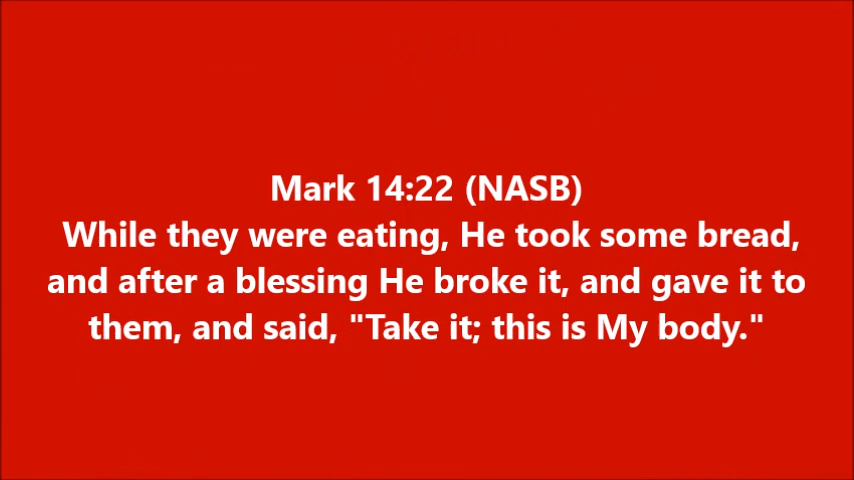 Mark 14:22 (NASB)
While they were eating, He took some bread,
and after a blessing He broke it, and gave it to
them, and said, "Take it; this is My body."